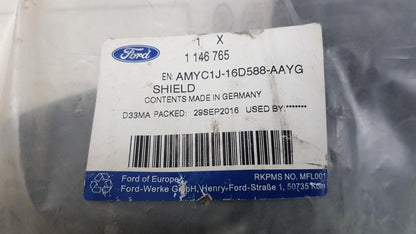 1 X
Ford
1 146 765
EN: AMYC1J-16D588-AAYG
SHIELD
CONTENTS MADE IN GERMANY
D33MA PACKED: 29SEP2016 USED BY:*******
Ford of Europe RKPMS NO. MFL001
Ford-Werke GmbH, Henry-Ford-Straße 1, 50735 Köln